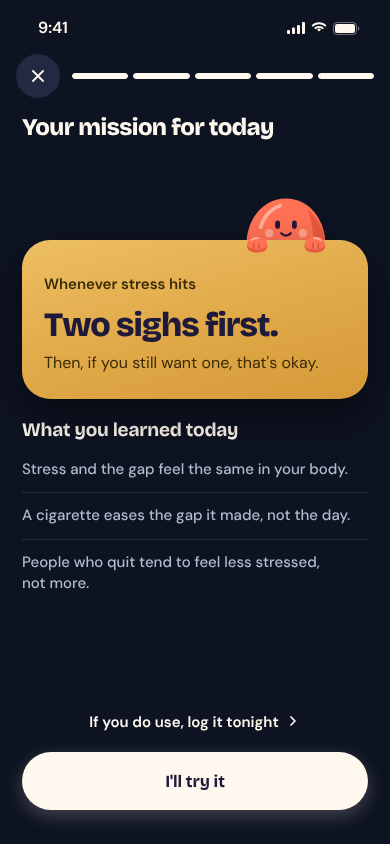 9:41
Your mission for today
Whenever stress hits
Two sighs first.
Then, if you still want one, that's okay.
What you learned today
Stress and the gap feel the same in your body.
A cigarette eases the gap it made, not the day.
People who quit tend to feel less stressed,
not more.
If you do use, log it tonight
I'll try it